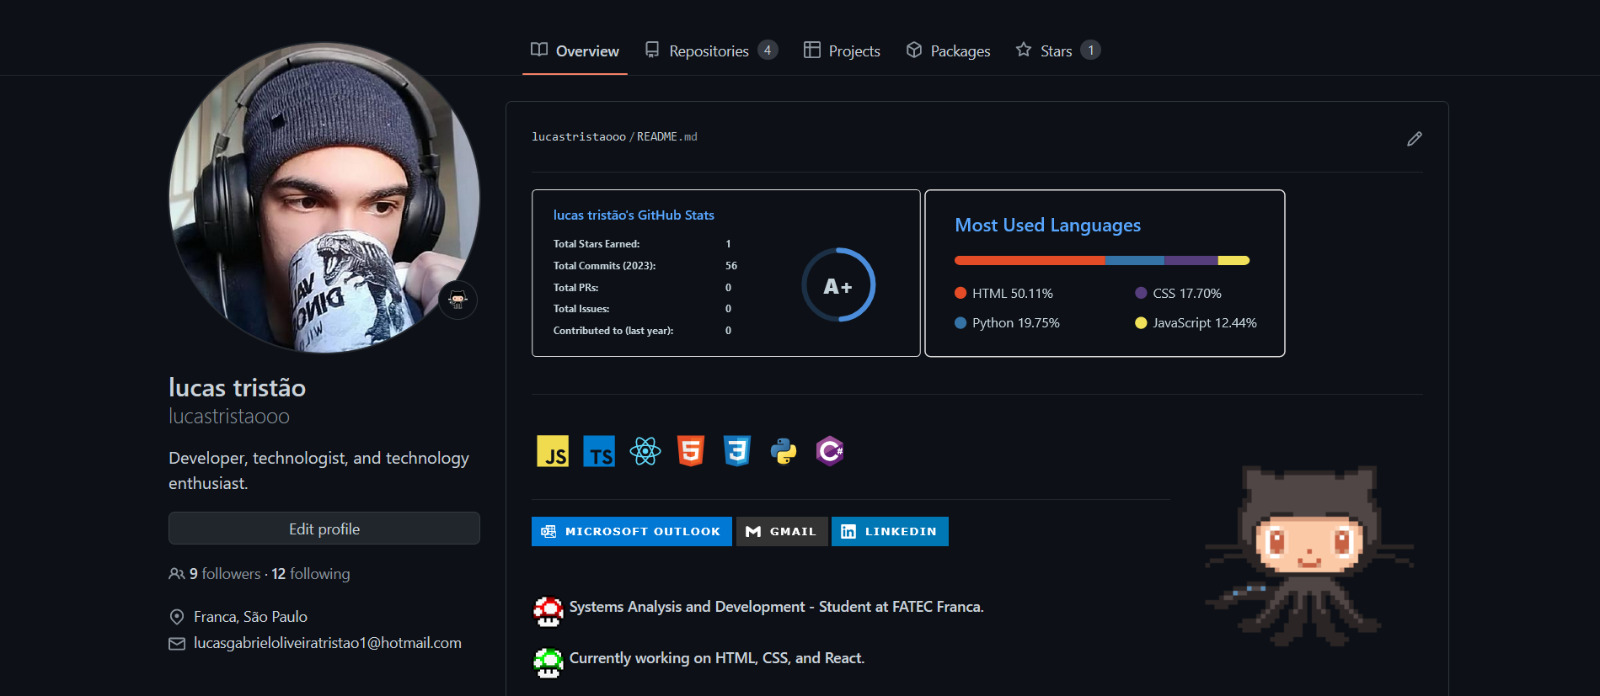 Overview Repositories 4 Projects Packages Stars 1
lucas tristão
lucastristaooo
Developer, technologist, and technology
enthusiast.
Edit profile
9 followers · 12 following
Franca, São Paulo
lucasgabrieloliveiratristao1@hotmail.com
lucastristaooo / README.md
lucas tristão's GitHub Stats
Total Stars Earned: 1
Total Commits (2023): 56
Total PRs: 0
Total Issues: 0
Contributed to (last year): 0
A+
Most Used Languages
HTML 50.11%
CSS 17.70%
Python 19.75%
JavaScript 12.44%
JS TS 5 3 C#
MICROSOFT OUTLOOK GMAIL LINKEDIN
Systems Analysis and Development - Student at FATEC Franca.
Currently working on HTML, CSS, and React.